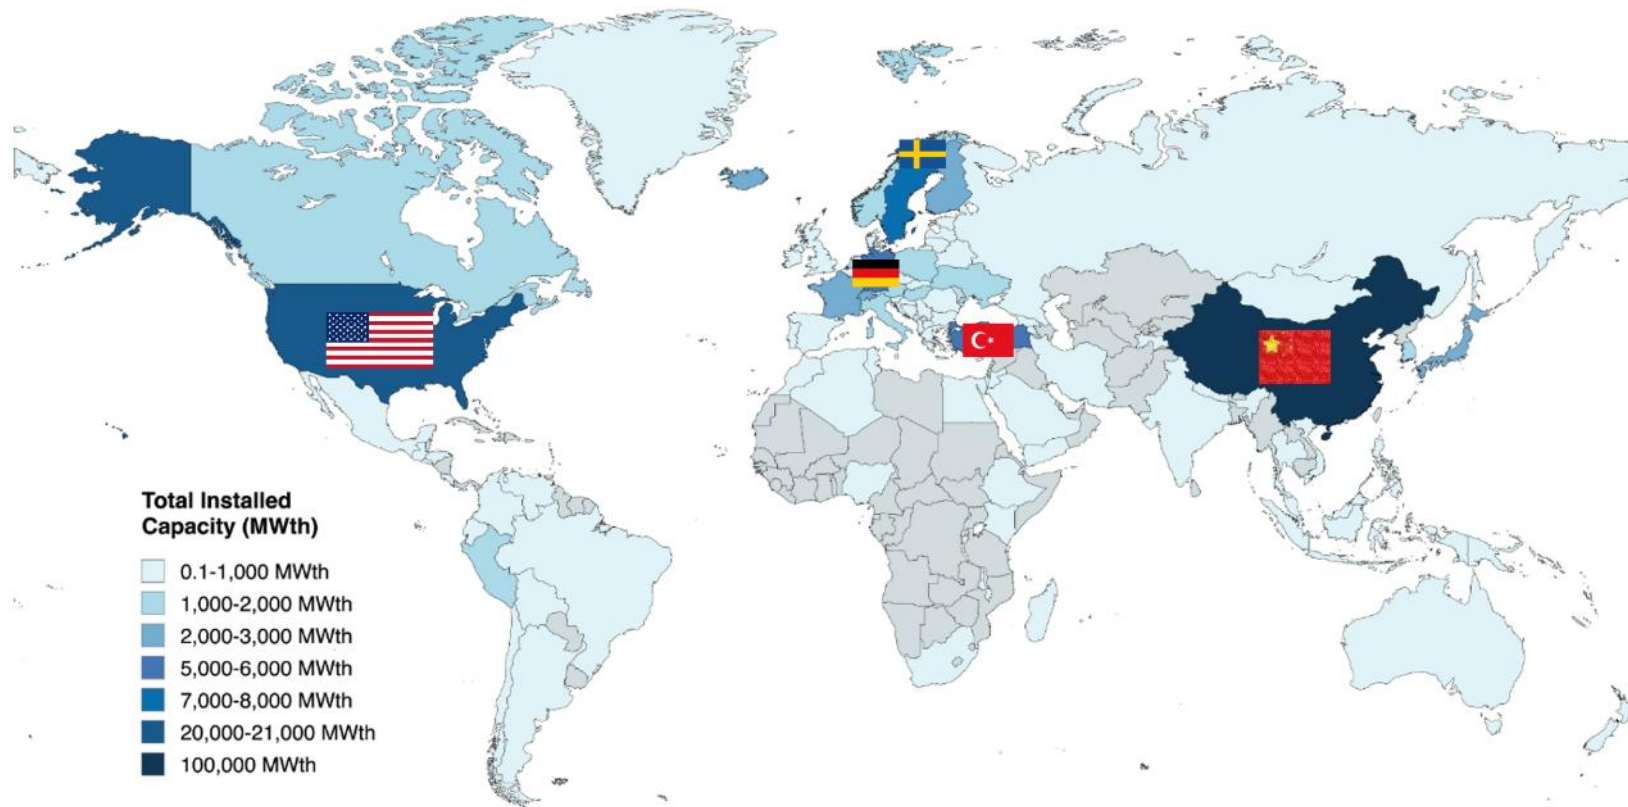 Total Installed
Capacity (MWth)
0.1-1,000 MWth
1,000-2,000 MWth
2,000-3,000 MWth
5,000-6,000 MWth
7,000-8,000 MWth
20,000-21,000 MWth
100,000 MWth